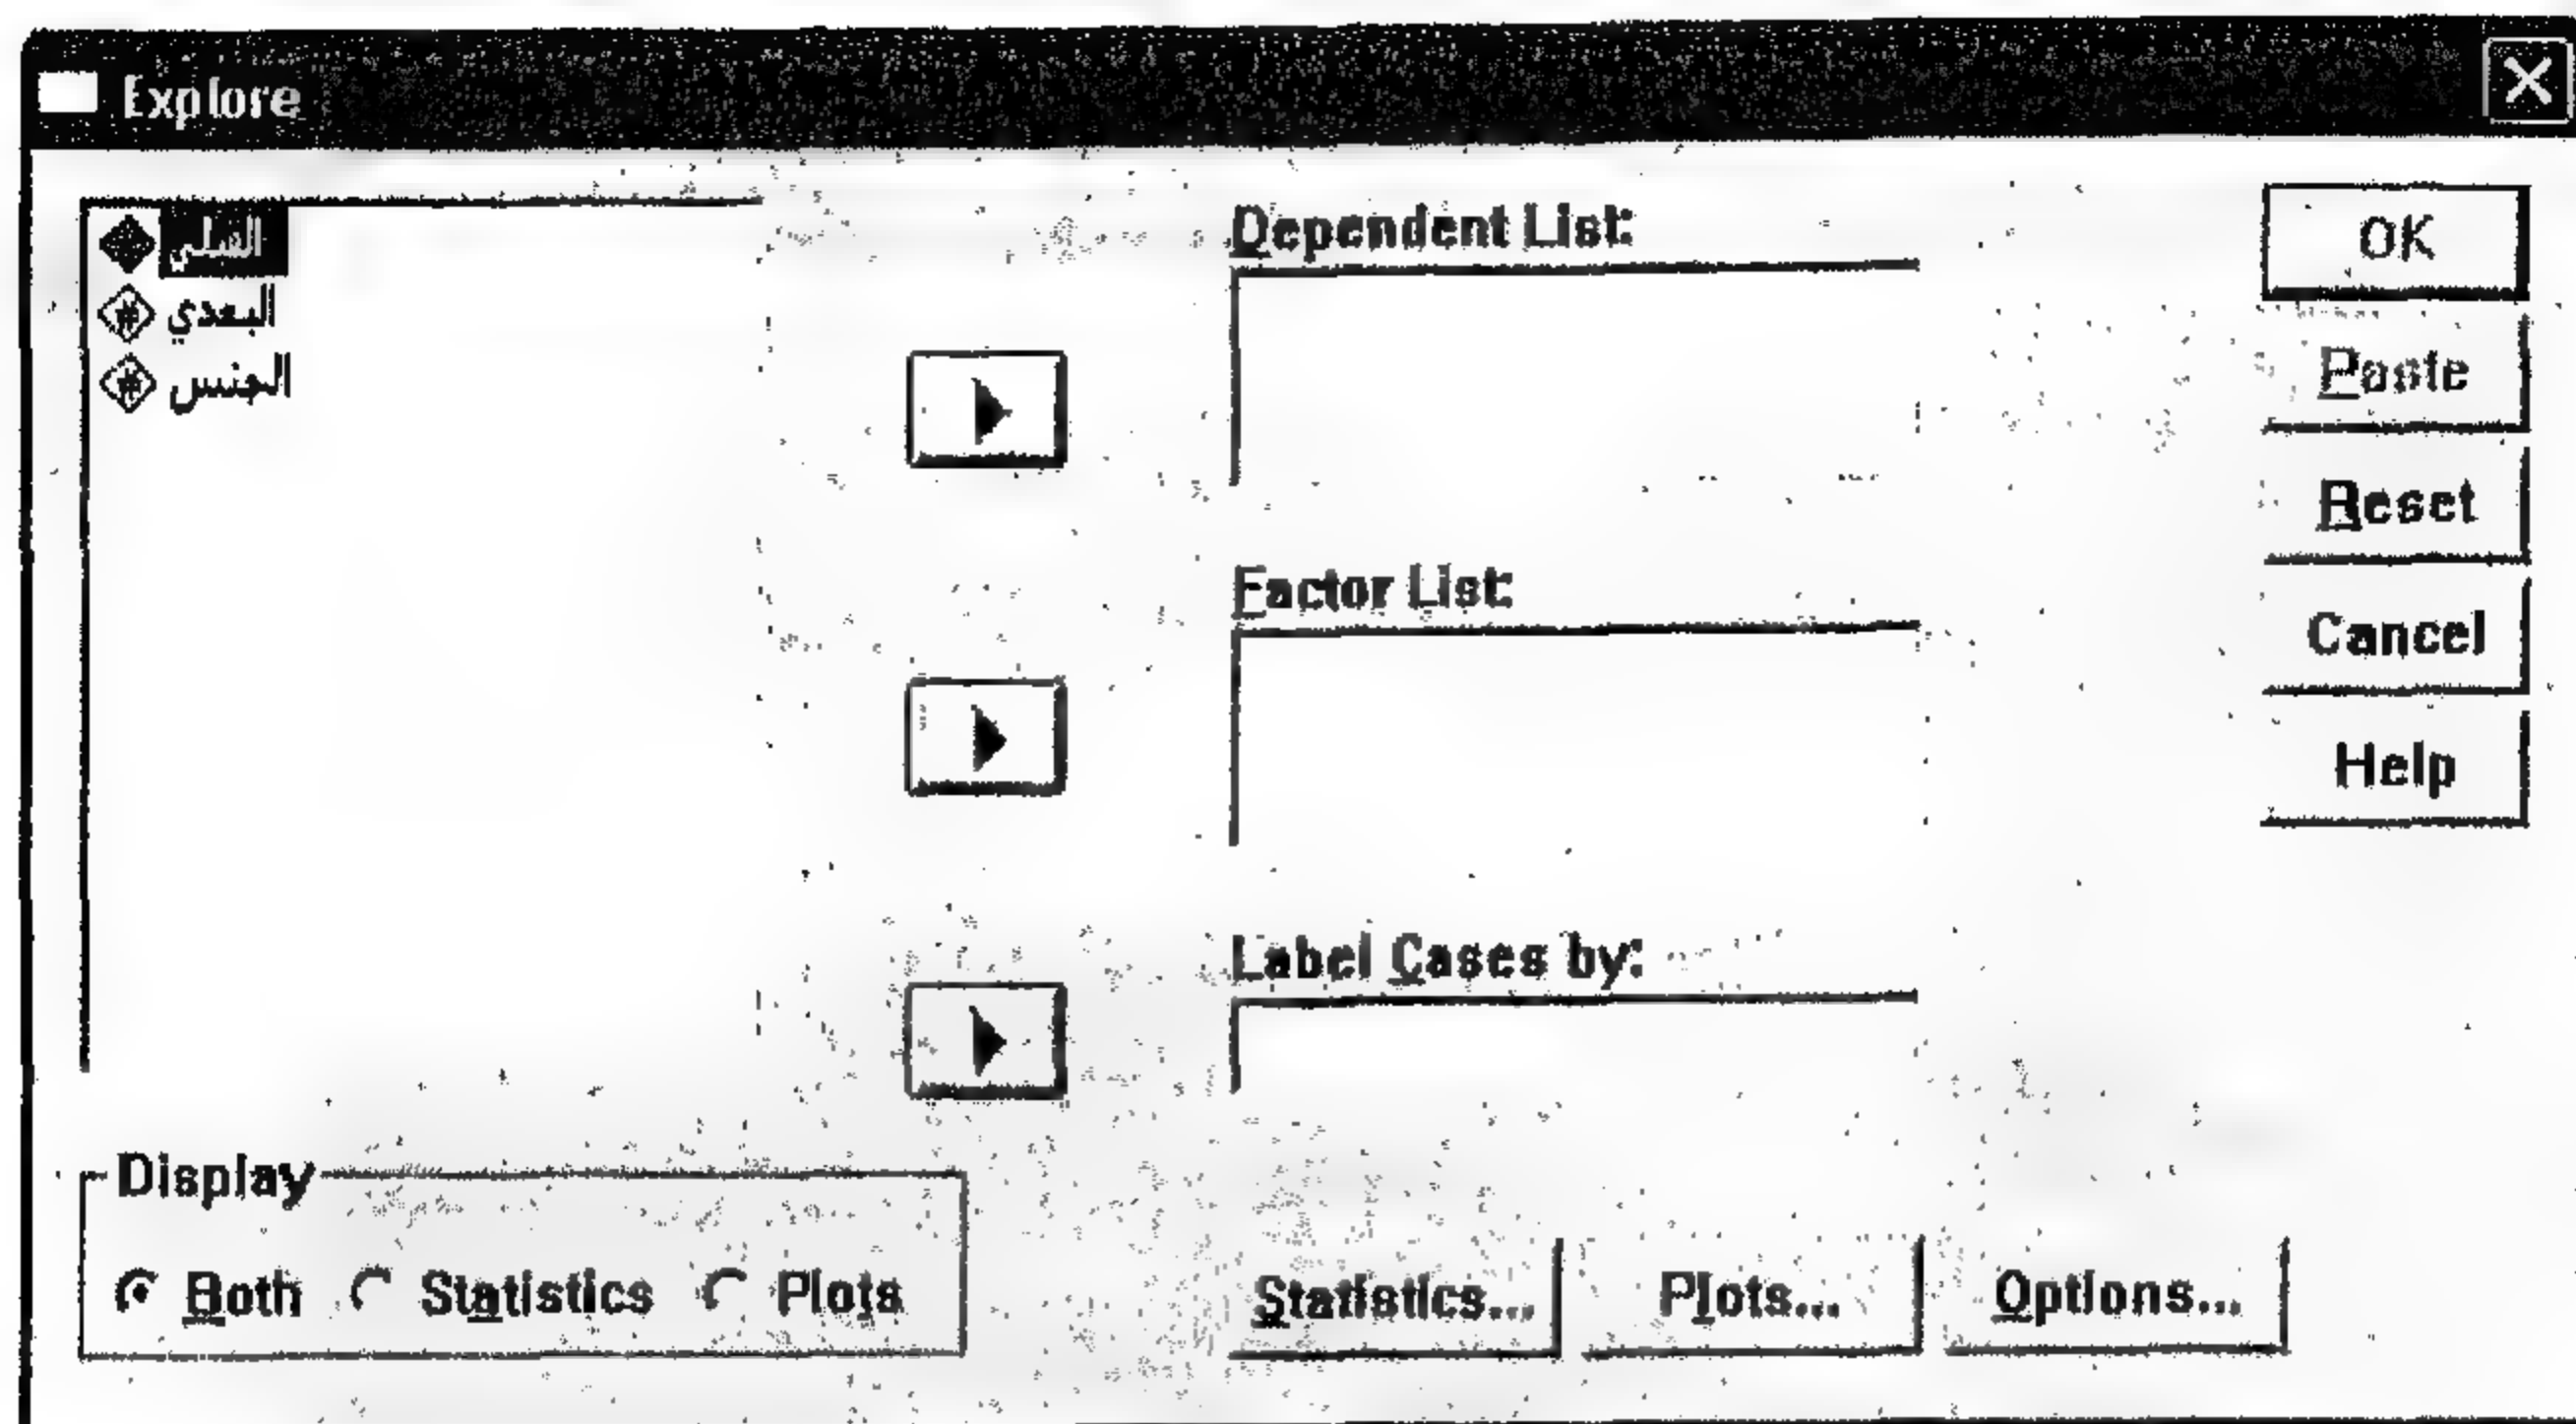 Explore
القبلي
البعدي
الجنس
Dependent List:
Factor List:
Label Cases by:
OK
Paste
Reset
Cancel
Help
Display
Both Statistics Plots
Statistics... Plots... Options...